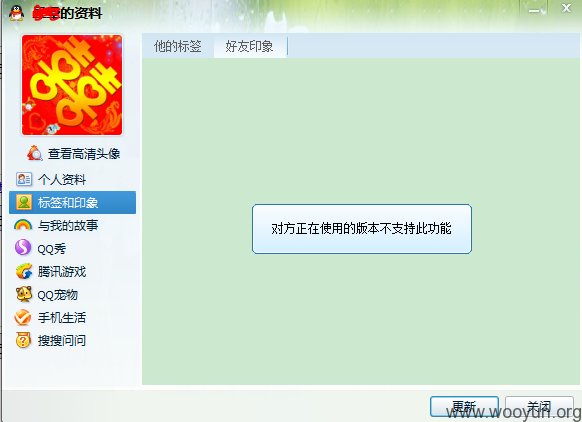 的资料
他的标签 好友印象
查看高清头像
个人资料
标签和印象
与我的故事
QQ秀
腾讯游戏
QQ宠物
手机生活
搜搜问问
对方正在使用的版本不支持此功能
更新 关闭
www.wooyun.org